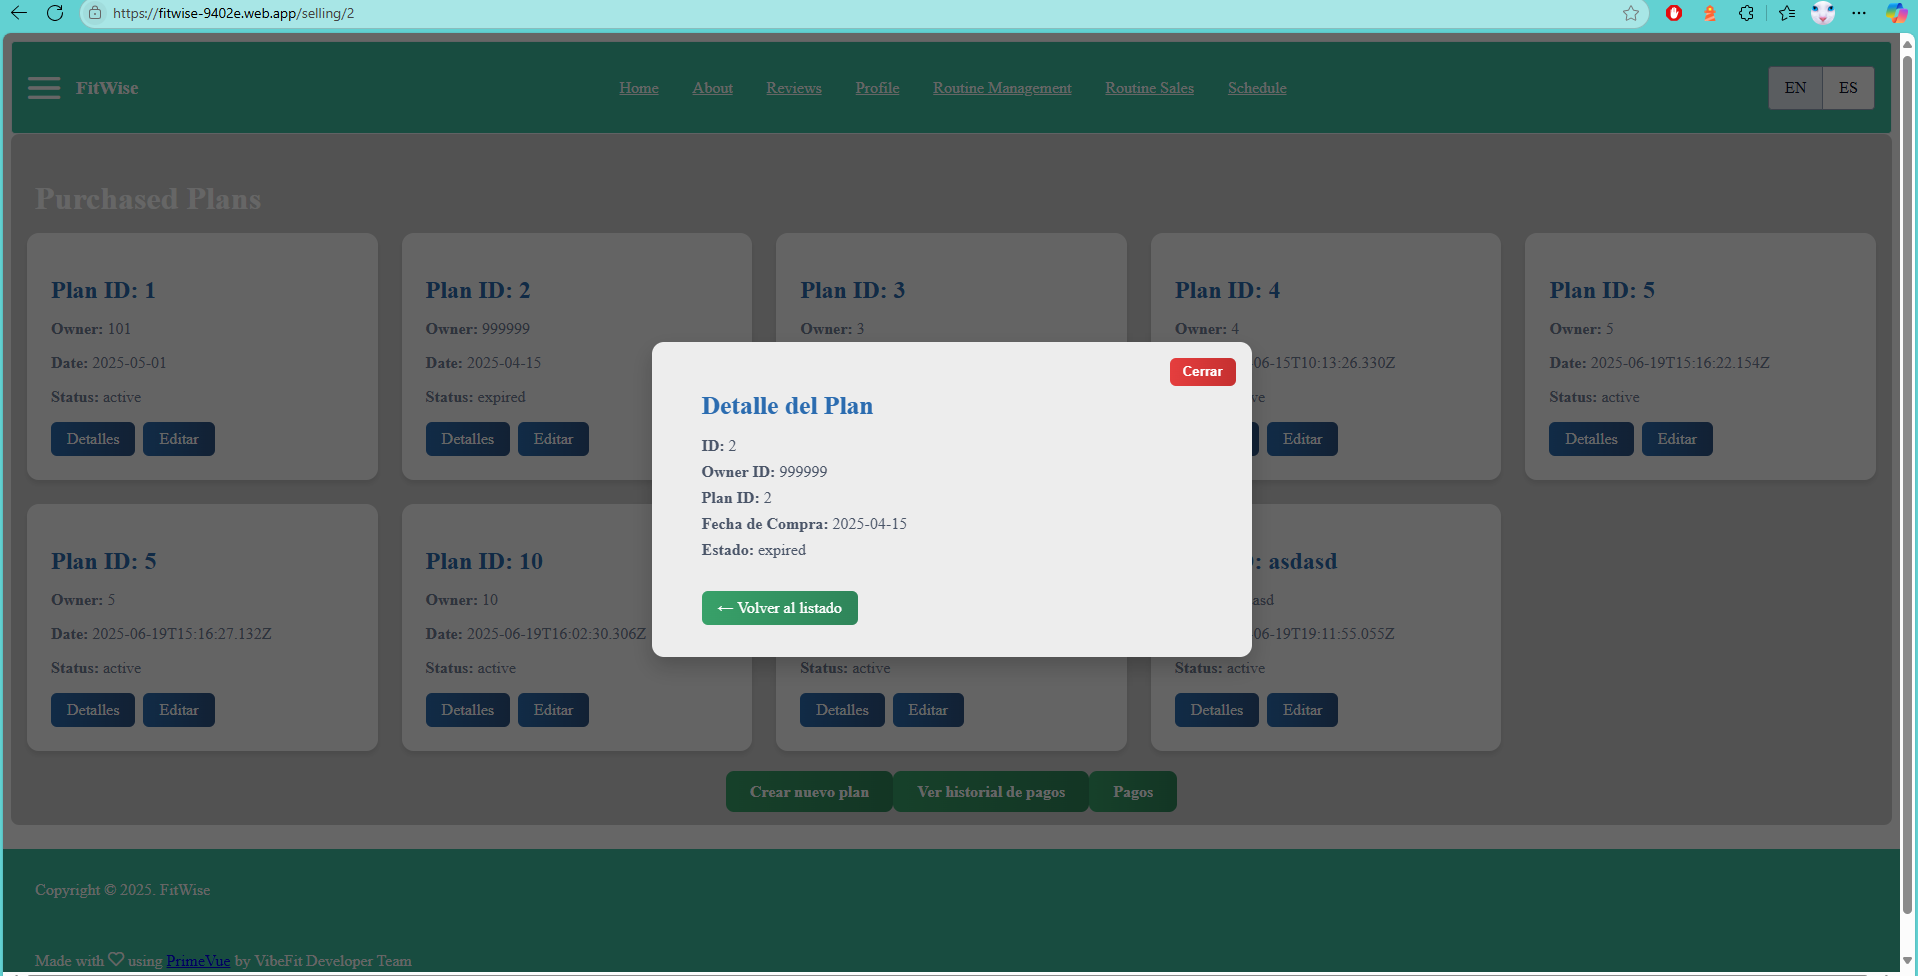 https://fitwise-9402e.web.app/selling/2
FitWise
Home About Reviews Profile Routine Management Routine Sales Schedule
EN ES
Purchased Plans
Plan ID: 1
Owner: 101
Date: 2025-05-01
Status: active
Detalles Editar
Plan ID: 2
Owner: 999999
Date: 2025-04-15
Status: expired
Detalles Editar
Plan ID: 3
Owner: 3
Plan ID: 4
Owner: 4
06-15T10:13:26.330Z
ve
Editar
Plan ID: 5
Owner: 5
Date: 2025-06-19T15:16:22.154Z
Status: active
Detalles Editar
Cerrar
Detalle del Plan
ID: 2
Owner ID: 999999
Plan ID: 2
Fecha de Compra: 2025-04-15
Estado: expired
← Volver al listado
Plan ID: 5
Owner: 5
Date: 2025-06-19T15:16:27.132Z
Status: active
Detalles Editar
Plan ID: 10
Owner: 10
Date: 2025-06-19T16:02:30.306Z
Status: active
Detalles Editar
Status: active
Detalles Editar
: asdasd
asd
06-19T19:11:55.055Z
Status: active
Detalles Editar
Crear nuevo plan Ver historial de pagos Pagos
Copyright © 2025. FitWise
Made with ♡ using PrimeVue by VibeFit Developer Team